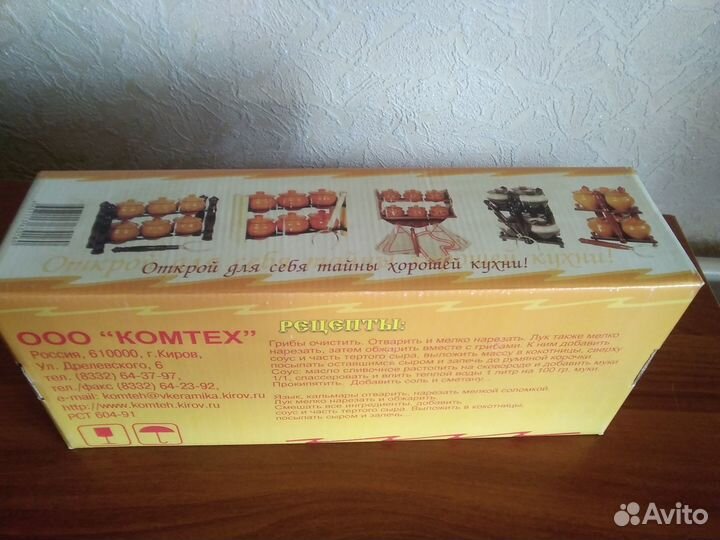 Открой для себя тайны хорошей кухни!
ООО "КОМТЕХ"
Россия, 610000, г.Киров,
Ул. Дрелевского, 6
тел. (8332) 64-37-97,
тел./факс (8332) 64-23-92,
e-mail: komteh@vkeramika.kirov.ru
http://www.komteh.kirov.ru
РСТ 604-91
РЕЦЕПТЫ:
Грибы очистить. Отварить и мелко нарезать. Лук также мелко
нарезать, затем обжарить вместе с грибами. К ним добавить
соус и часть тертого сыра, выложить массу в кокотницы, сверху
посыпать оставшимся сыром и запечь до румяной корочки.
Соус: масло сливочное растопить на сковороде и добавить муки
1/1, спассеровать и влить теплой воды 1 литр на 100 гр. муки.
Прокипятить. Добавить соль и сметану...
Язык, кальмары отварить, нарезать мелкой соломкой.
Лук мелко нарезать и обжарить.
Смешать все ингредиенты, добавить
соус и часть тертого сыра. Выложить в кокотницы,
посыпать сыром и запечь...
Avito